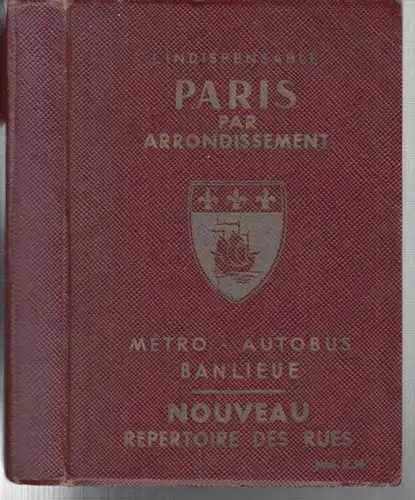 L'INDISPENSABLE
PARIS
PAR
ARRONDISSEMENT
METRO - AUTOBUS
BANLIEUE
NOUVEAU
REPERTOIRE DES RUES